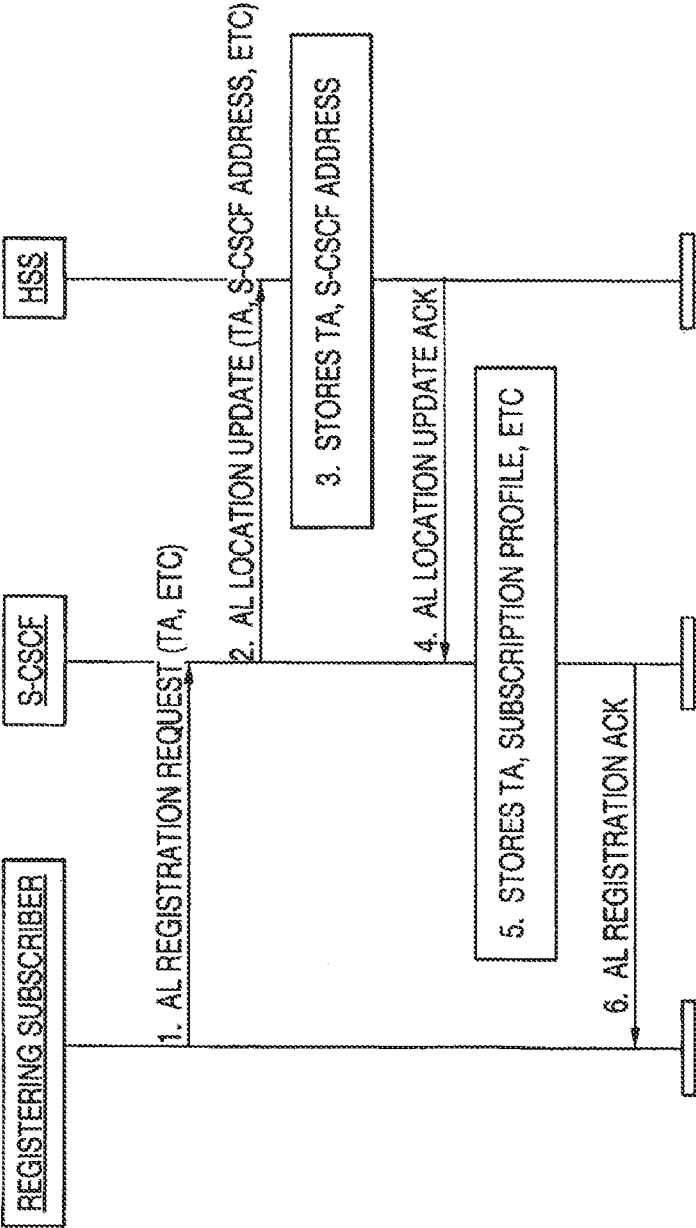 REGISTERING SUBSCRIBER
S-CSCF
HSS
1. AL REGISTRATION REQUEST (TA, ETC)
2. AL LOCATION UPDATE (TA, S-CSCF ADDRESS, ETC)
3. STORES TA, S-CSCF ADDRESS
4. AL LOCATION UPDATE ACK
5. STORES TA, SUBSCRIPTION PROFILE, ETC
6. AL REGISTRATION ACK